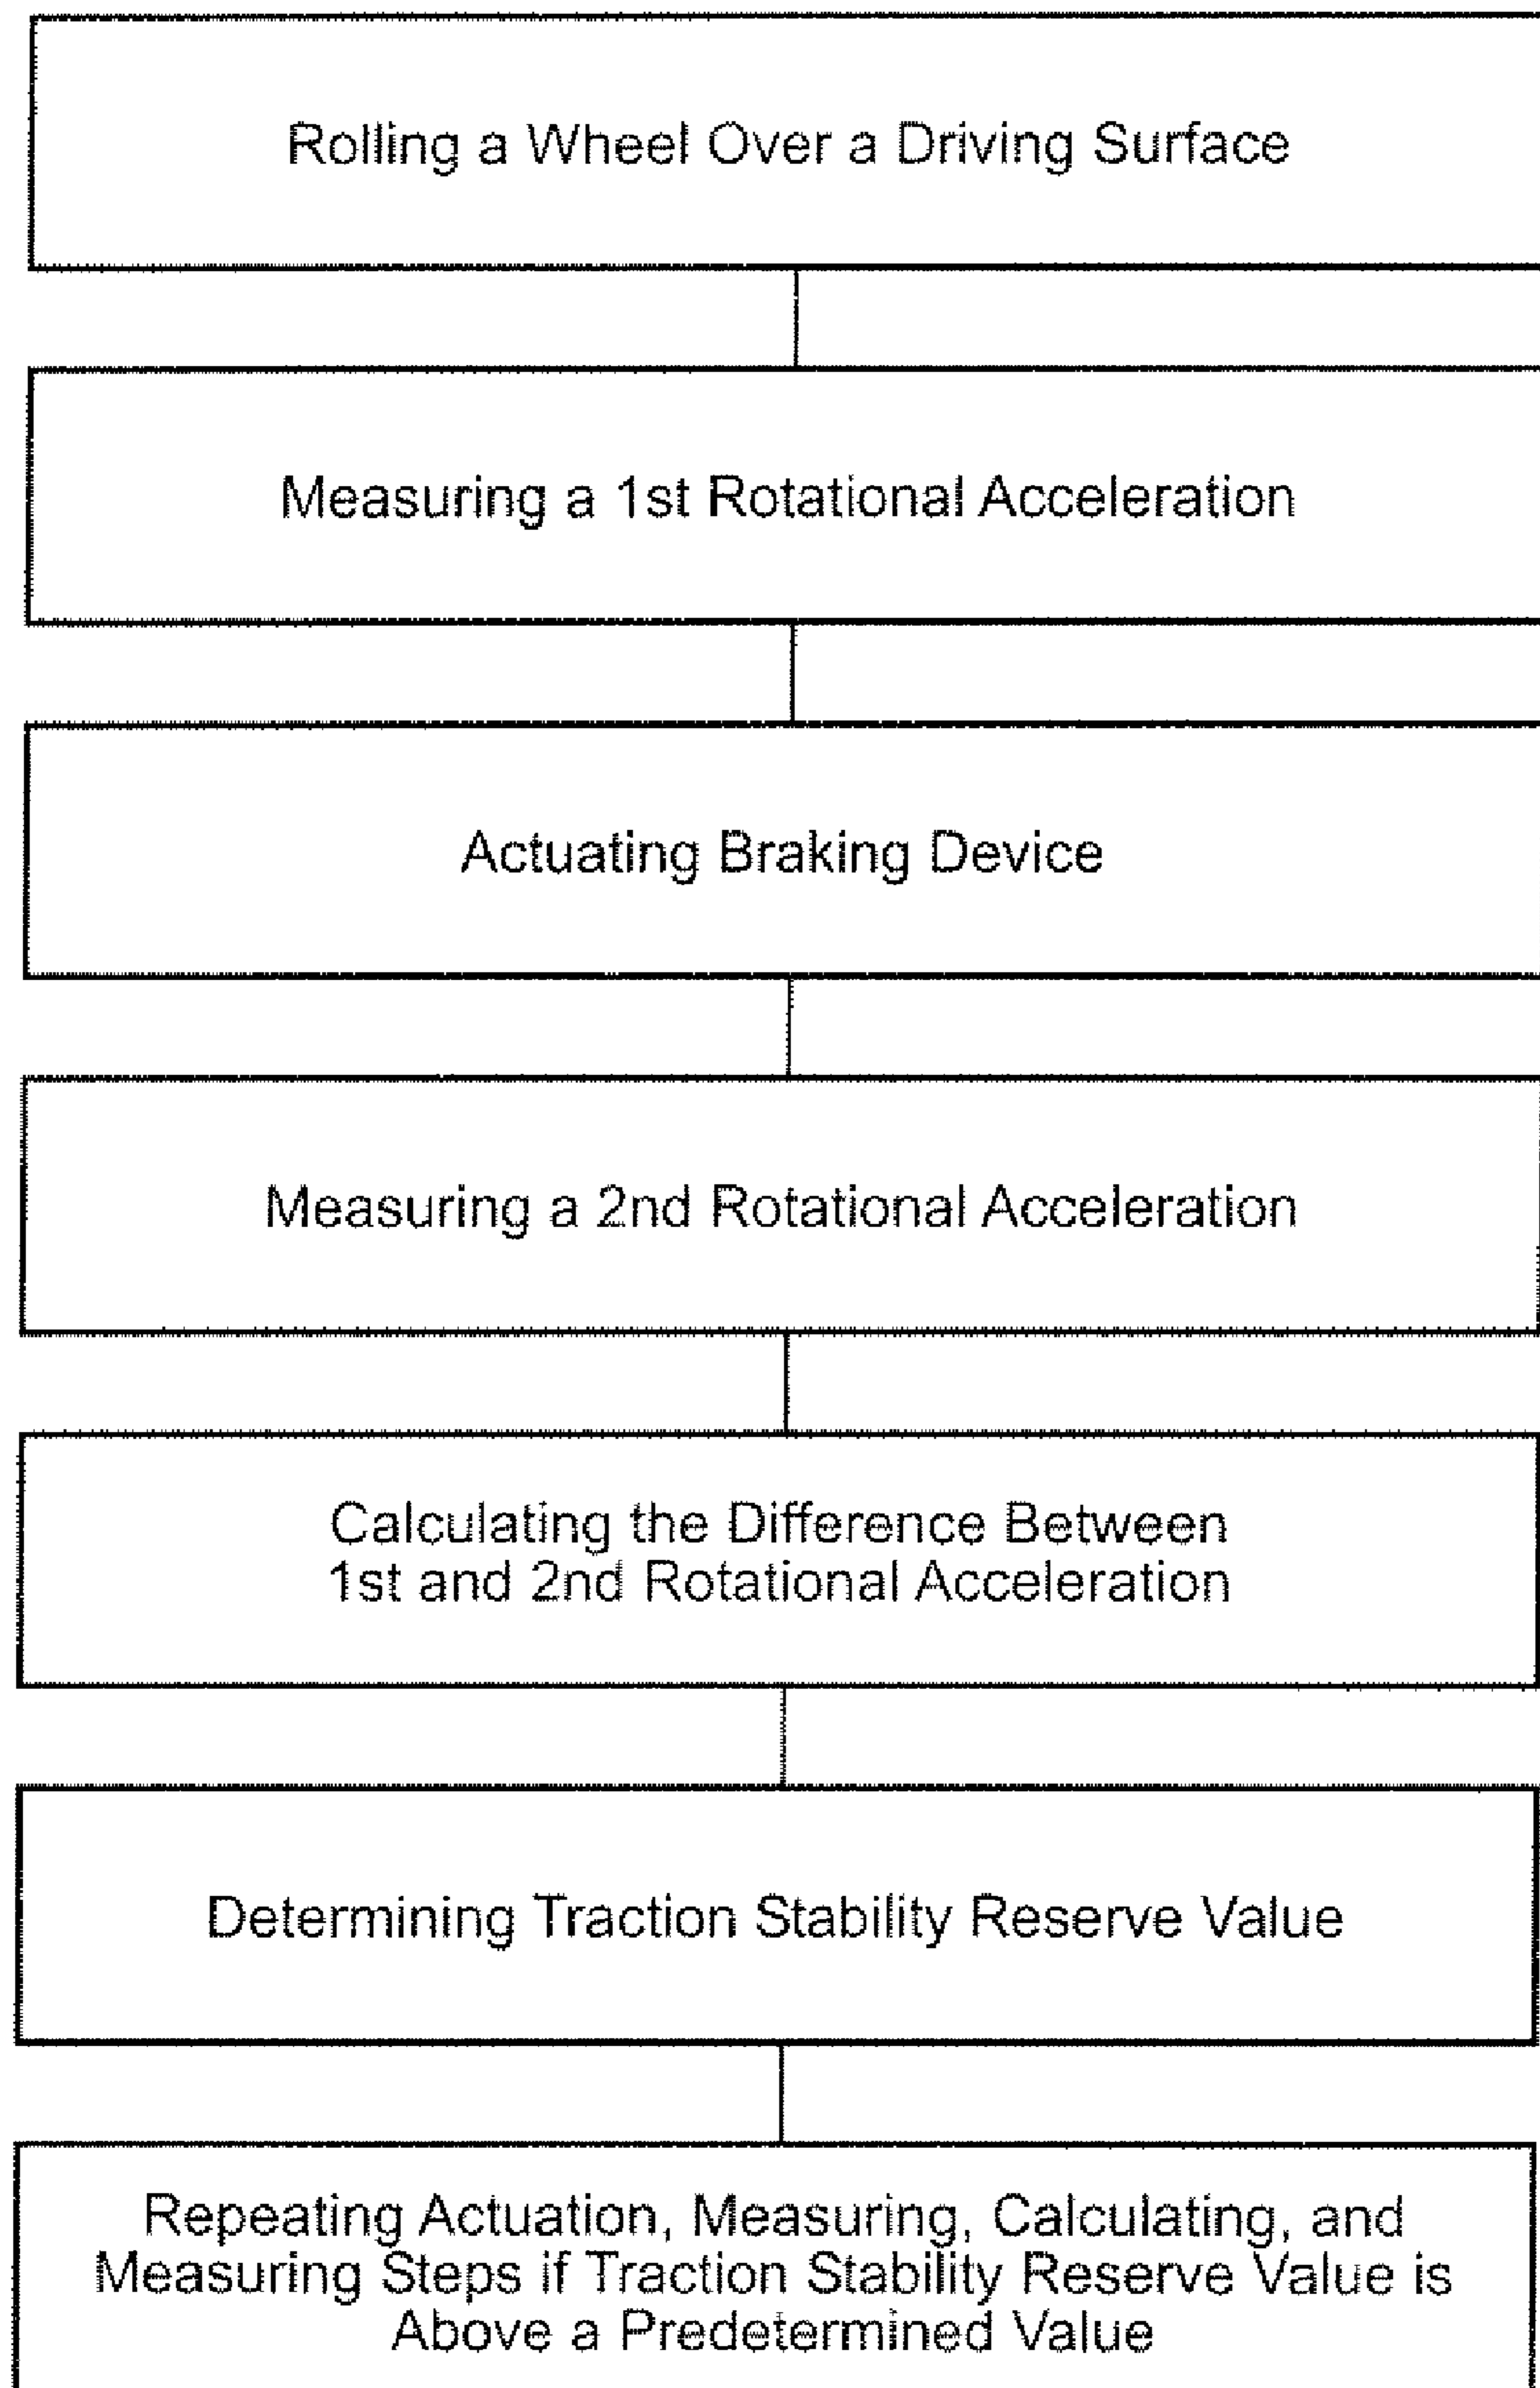 Rolling a Wheel Over a Driving Surface
Measuring a 1st Rotational Acceleration
Actuating Braking Device
Measuring a 2nd Rotational Acceleration
Calculating the Difference Between
1st and 2nd Rotational Acceleration
Determining Traction Stability Reserve Value
Repeating Actuation, Measuring, Calculating, and
Measuring Steps if Traction Stability Reserve Value is
Above a Predetermined Value